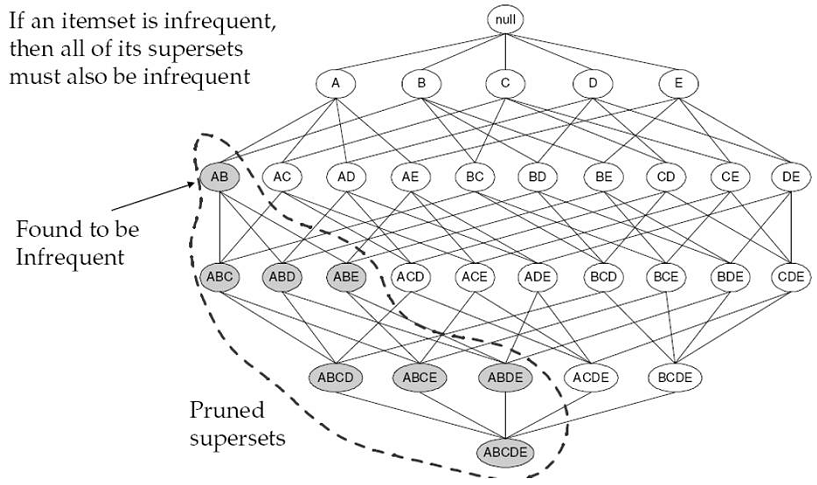 If an itemset is infrequent,
then all of its supersets
must also be infrequent
null
A B C D E
AB AC AD AE BC BD BE CD CE DE
Found to be
Infrequent
ABC ABD ABE ACD ACE ADE BCD BCE BDE CDE
ABCD ABCE ABDE ACDE BCDE
Pruned
supersets
ABCDE